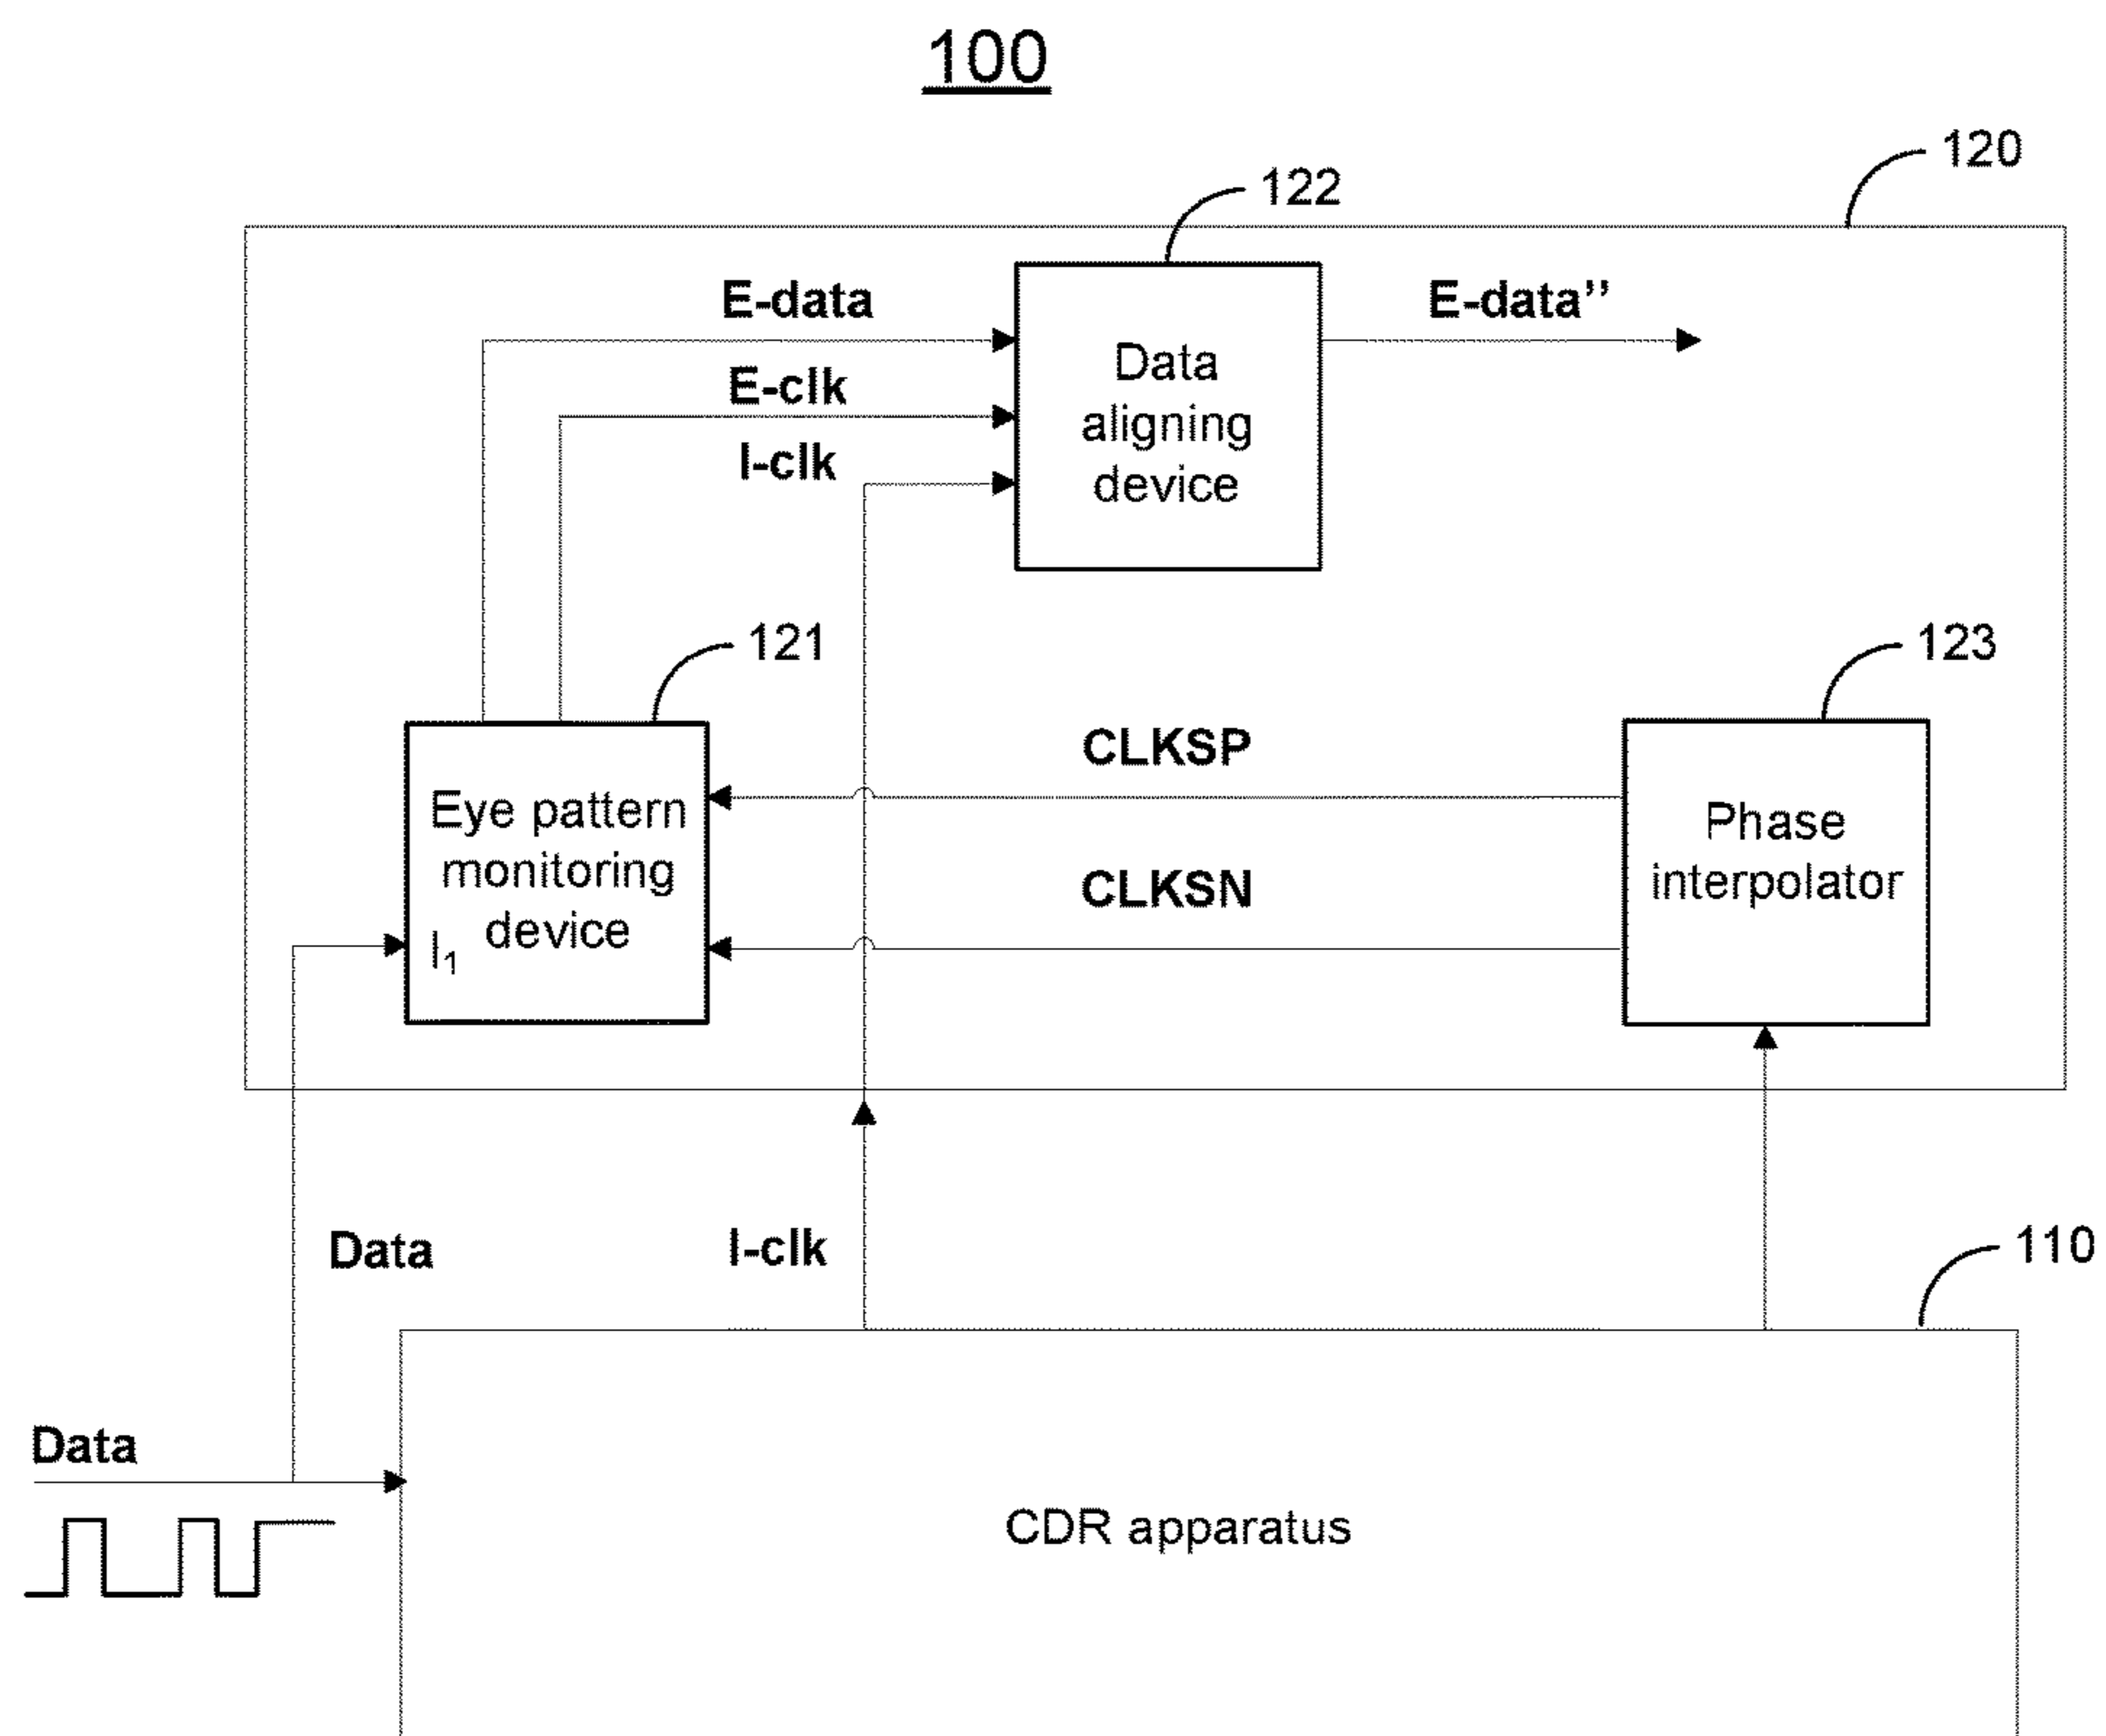 100
120
122
E-data
E-data’’
Data
aligning
device
E-clk
I-clk
121
123
CLKSP
Eye pattern
monitoring
device
I1
Phase
interpolator
CLKSN
Data
I-clk
110
Data
CDR apparatus